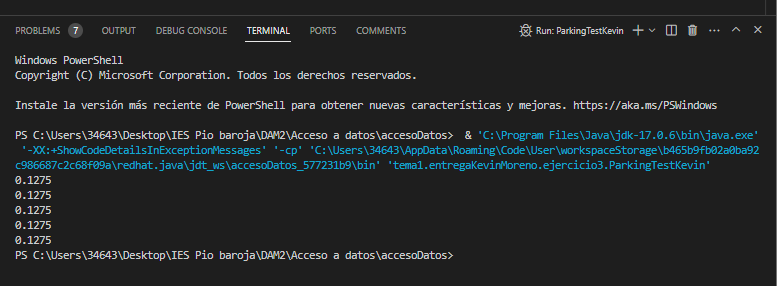 PROBLEMS 7 OUTPUT DEBUG CONSOLE TERMINAL PORTS COMMENTS Run: ParkingTestKevin
Windows PowerShell
Copyright (C) Microsoft Corporation. Todos los derechos reservados.
Instale la versión más reciente de PowerShell para obtener nuevas características y mejoras. https://aka.ms/PSWindows
PS C:\Users\34643\Desktop\IES Pio baroja\DAM2\Acceso a datos\accesoDatos>  & 'C:\Program Files\Java\jdk-17.0.6\bin\java.exe'
 '-XX:+ShowCodeDetailsInExceptionMessages' '-cp' 'C:\Users\34643\AppData\Roaming\Code\User\workspaceStorage\b465b9fb02a0ba92
c986687c2c68f09a\redhat.java\jdt_ws\accesoDatos_577231b9\bin' 'tema1.entregaKevinMoreno.ejercicio3.ParkingTestKevin'
0.1275
0.1275
0.1275
0.1275
0.1275
PS C:\Users\34643\Desktop\IES Pio baroja\DAM2\Acceso a datos\accesoDatos>